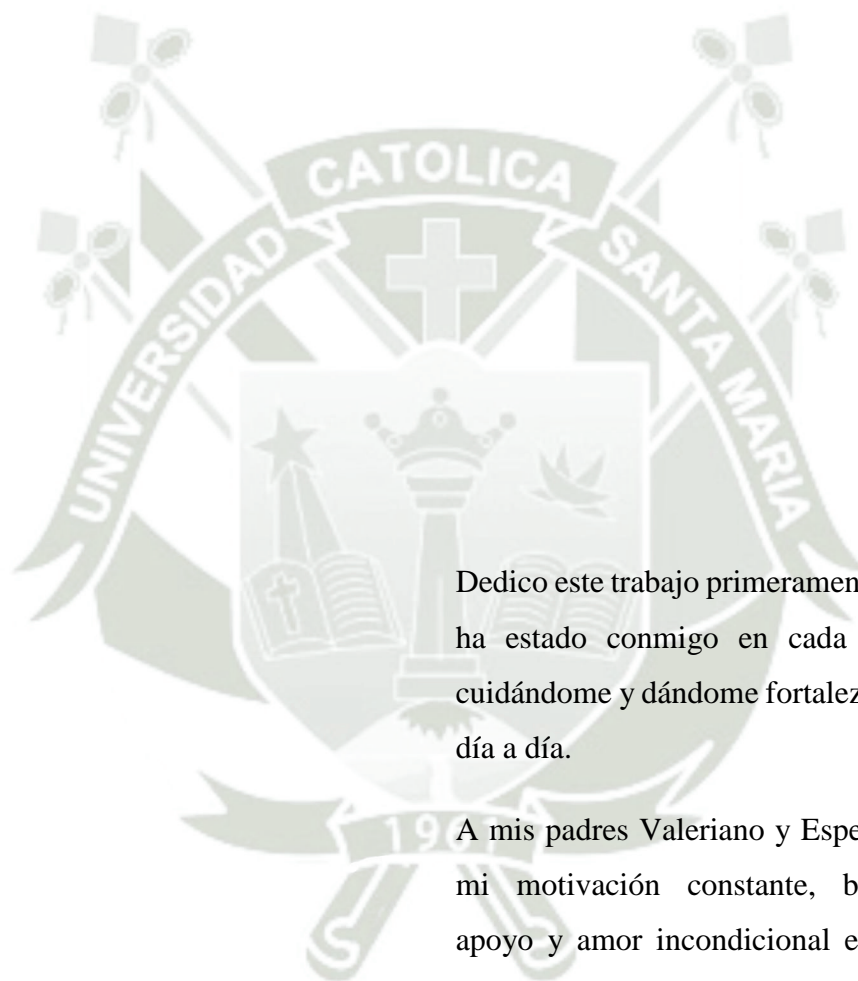 CATOLICA
UNIVERSIDAD
SANTA MARIA
Dedico este trabajo primeramen
ha estado conmigo en cada
cuidándome y dándome fortalez
día a día.
A mis padres Valeriano y Espe
mi motivación constante, b
apoyo y amor incondicional e